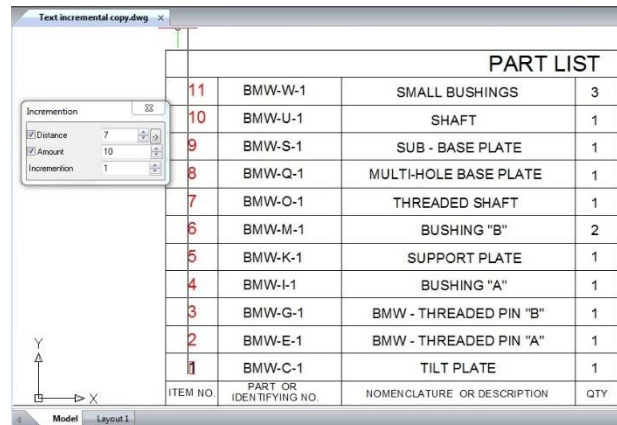 Text incremental copy.dwg
PART LIST
11 BMW-W-1 SMALL BUSHINGS 3
10 BMW-U-1 SHAFT 1
9 BMW-S-1 SUB - BASE PLATE 1
8 BMW-Q-1 MULTI-HOLE BASE PLATE 1
7 BMW-O-1 THREADED SHAFT 1
6 BMW-M-1 BUSHING "B" 2
5 BMW-K-1 SUPPORT PLATE 1
4 BMW-I-1 BUSHING "A" 1
3 BMW-G-1 BMW - THREADED PIN "B" 1
2 BMW-E-1 BMW - THREADED PIN "A" 1
1 BMW-C-1 TILT PLATE 1
ITEM NO. PART OR IDENTIFYING NO. NOMENCLATURE OR DESCRIPTION QTY
Incremention
Distance 7
Amount 10
Incremention 1
Y
X
Model Layout1